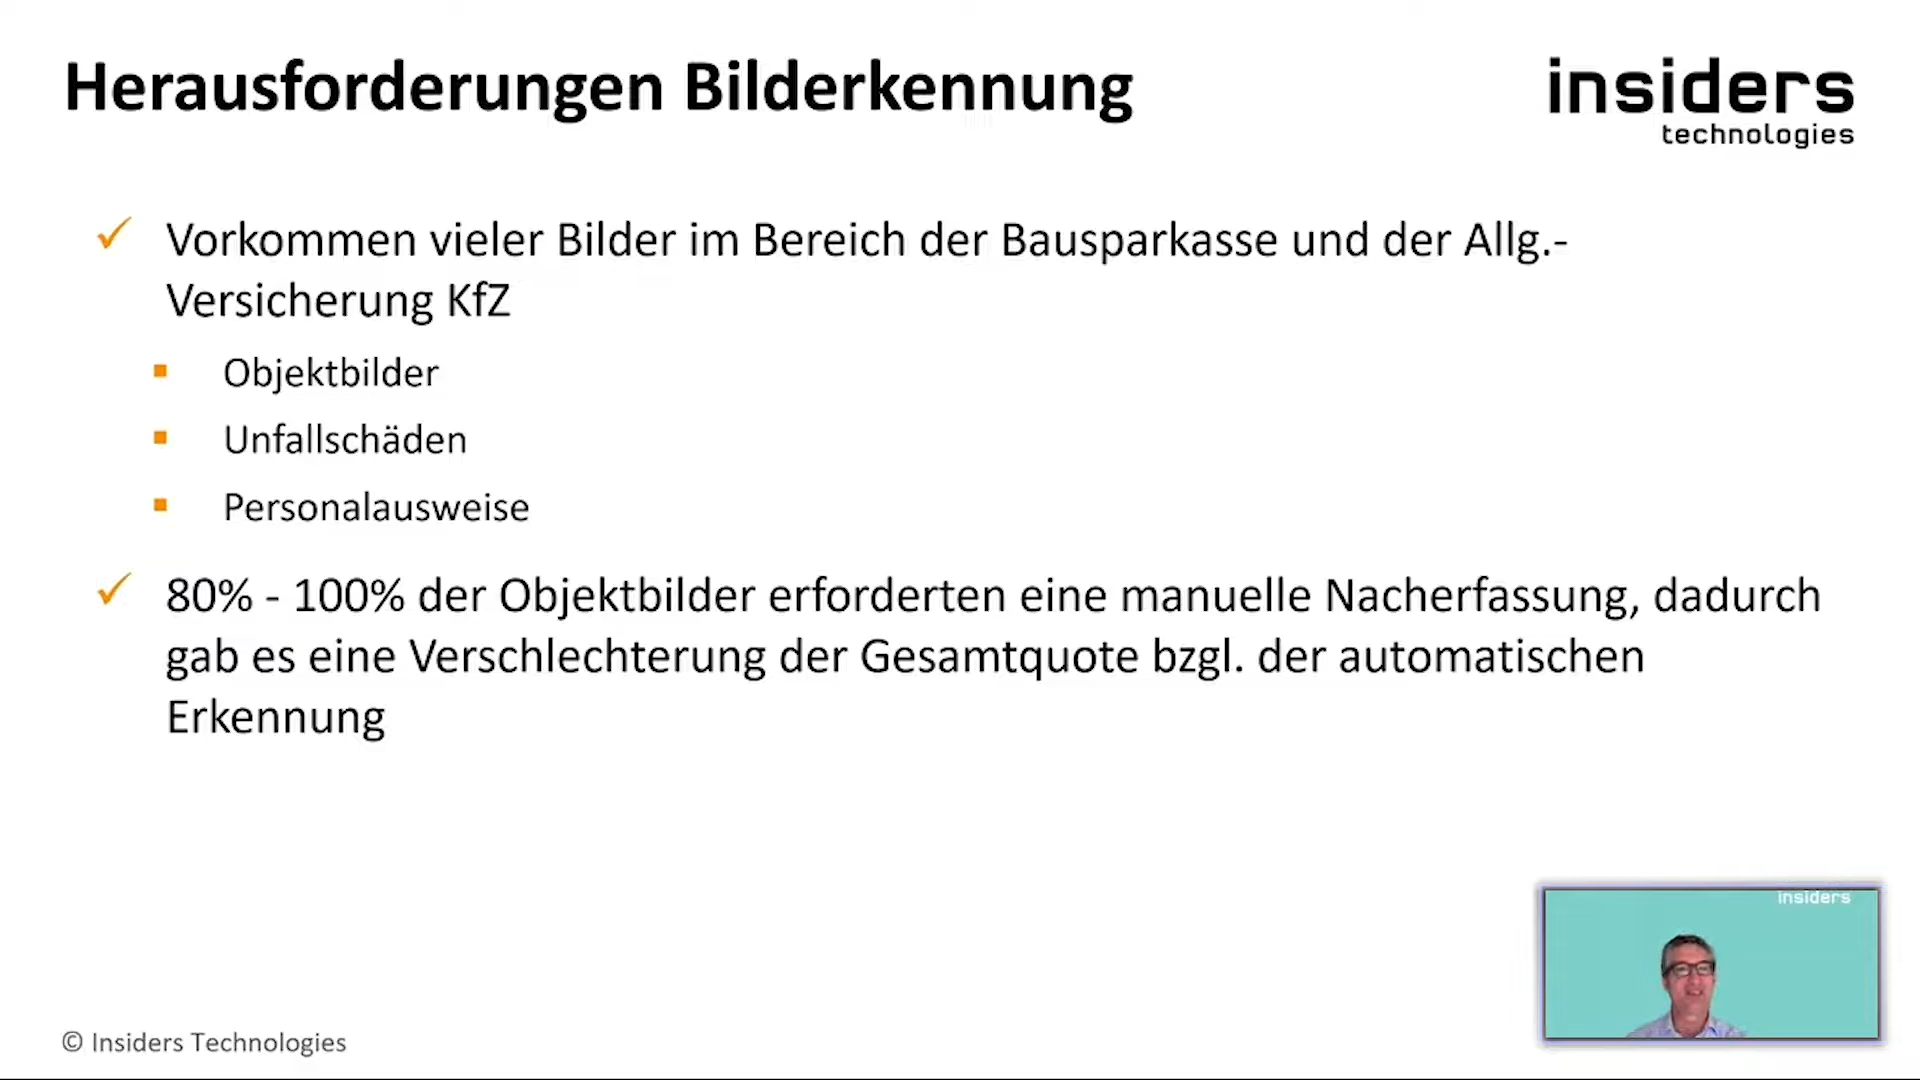 Herausforderungen Bilderkennung
insiders
technologies
Vorkommen vieler Bilder im Bereich der Bausparkasse und der Allg.-
Versicherung KfZ
Objektbilder
Unfallschäden
Personalausweise
80% - 100% der Objektbilder erforderten eine manuelle Nacherfassung, dadurch
gab es eine Verschlechterung der Gesamtquote bzgl. der automatischen
Erkennung
insiders
© Insiders Technologies